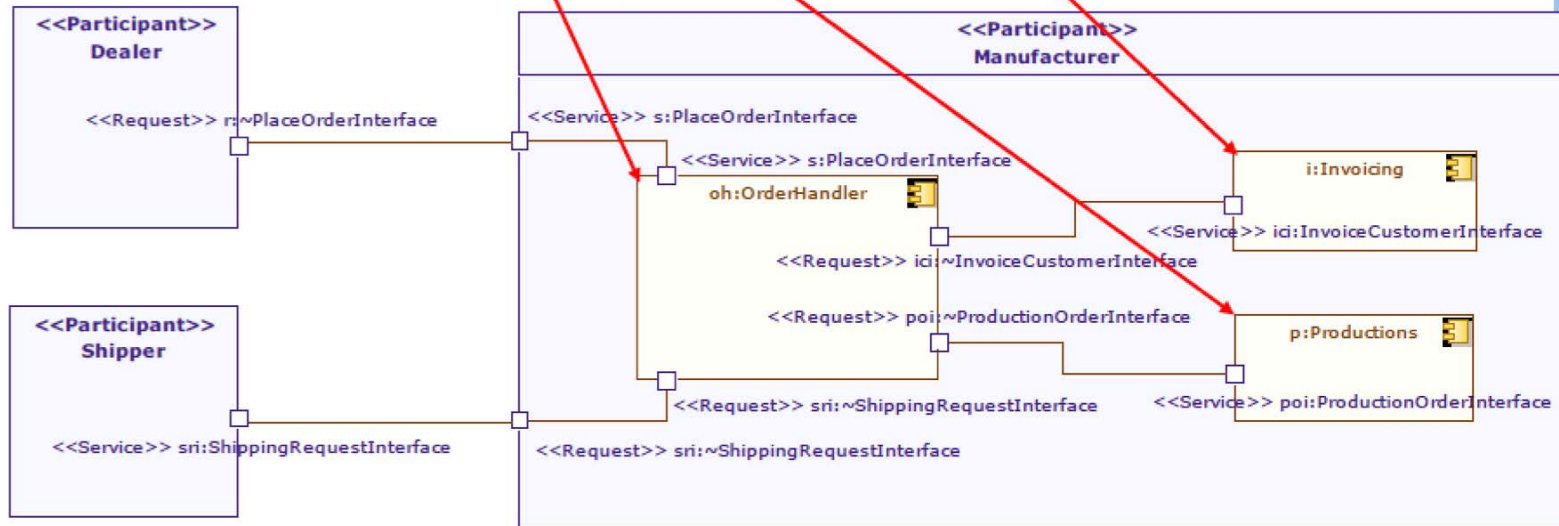 <<Participant>>
Dealer
<<Request>> r:~PlaceOrderInterface
<<Participant>>
Manufacturer
<<Service>> s:PlaceOrderInterface
<<Service>> s:PlaceOrderInterface
oh:OrderHandler
i:Invoicing
<<Service>> ici:InvoiceCustomerInterface
<<Request>> ici:~InvoiceCustomerInterface
<<Request>> poi:~ProductionOrderInterface
p:Productions
<<Service>> poi:ProductionOrderInterface
<<Participant>>
Shipper
<<Request>> sri:~ShippingRequestInterface
<<Service>> sri:ShippingRequestInterface
<<Request>> sri:~ShippingRequestInterface